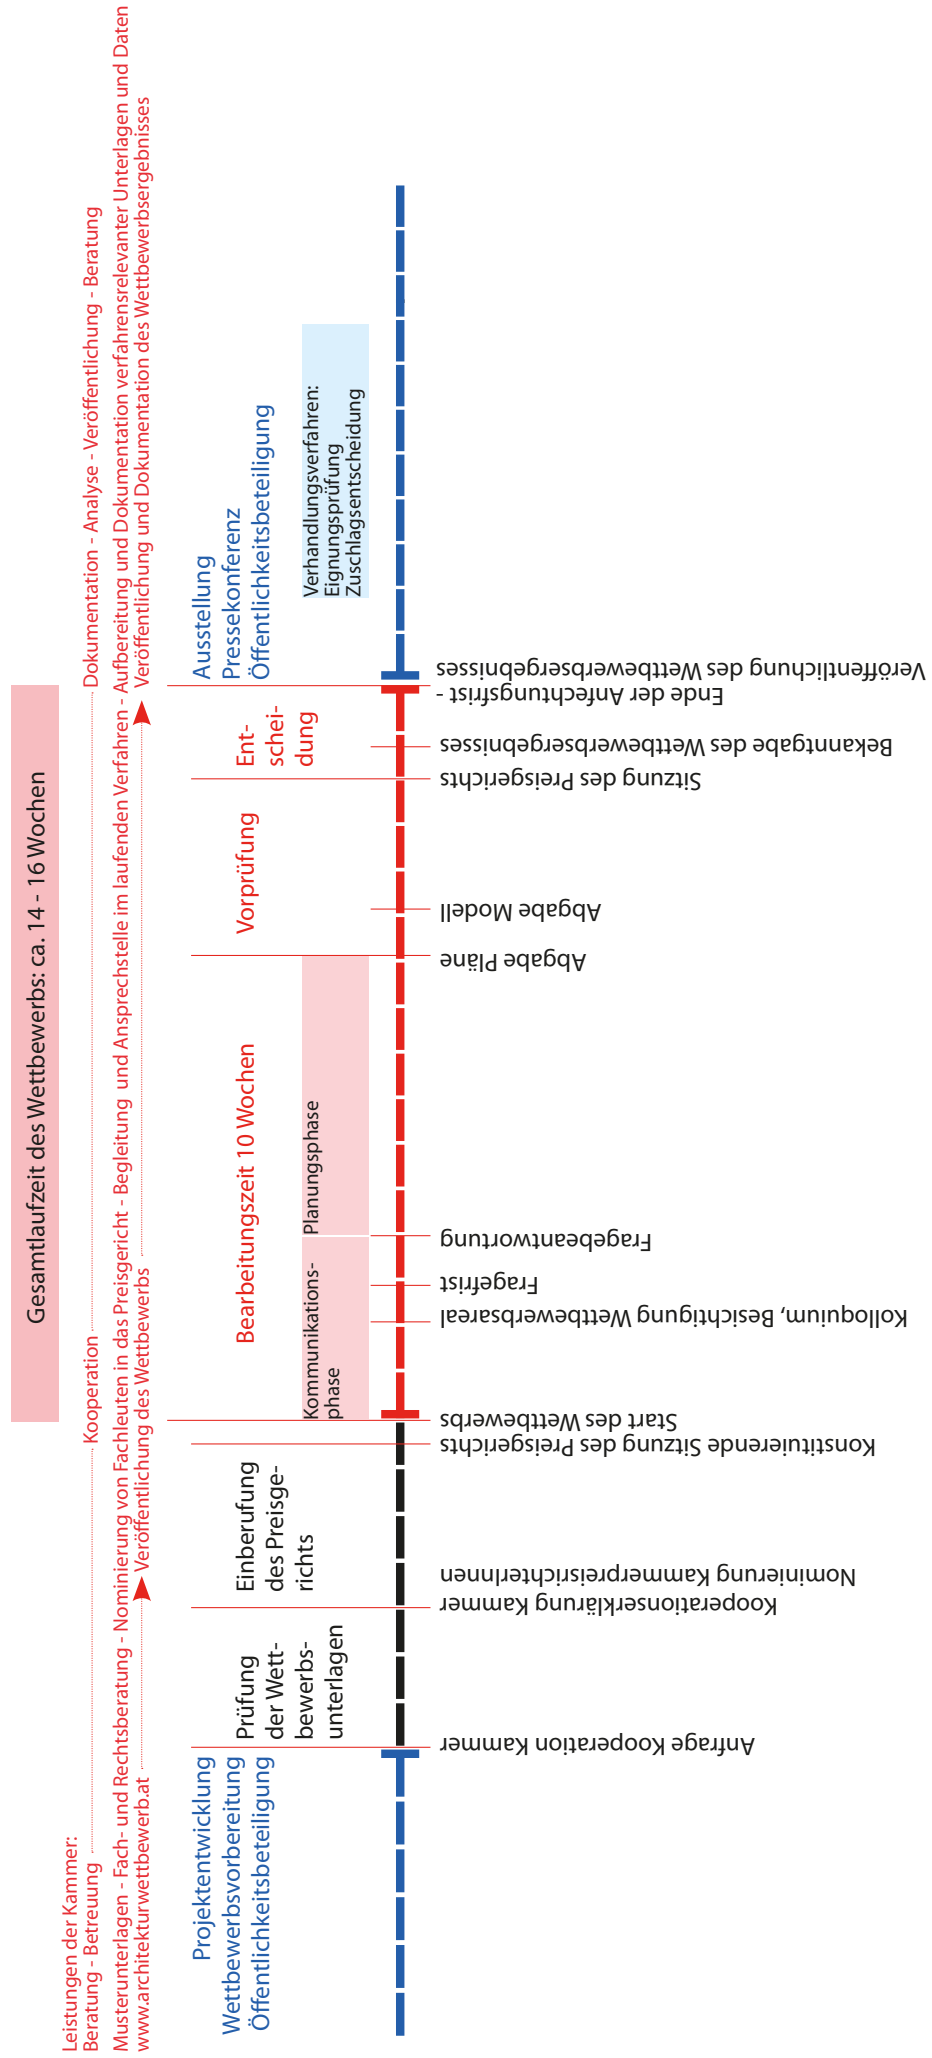 Gesamtlaufzeit des Wettbewerbs: ca. 14 - 16 Wochen
Leistungen der Kammer:
Beratung - Betreuung
Kooperation
Dokumentation - Analyse - Veröffentlichung - Beratung
Musterunterlagen - Fach- und Rechtsberatung - Nominierung von Fachleuten in das Preisgericht - Begleitung und Ansprechstelle im laufenden Verfahren - Aufbereitung und Dokumentation verfahrensrelevanter Unterlagen und Daten
www.architekturwettbewerb.at
Veröffentlichung des Wettbewerbs
Veröffentlichung und Dokumentation des Wettbewerbsergebnisses
Projektentwicklung
Wettbewerbsvorbereitung
Öffentlichkeitsbeteiligung
Prüfung
der Wett-
bewerbs-
unterlagen
Einberufung
des Preisge-
richts
Bearbeitungszeit 10 Wochen
Kommunikations-
phase
Planungsphase
Vorprüfung
Ent-
schei-
dung
Ausstellung
Pressekonferenz
Öffentlichkeitsbeteiligung
Verhandlungsverfahren:
Eignungsprüfung
Zuschlagsentscheidung
Anfrage Kooperation Kammer
Kooperationserklärung Kammer
Nominierung KammerpreisrichterInnen
Konstituierende Sitzung des Preisgerichts
Start des Wettbewerbs
Kolloquium, Besichtigung Wettbewerbsareal
Fragefrist
Fragebeantwortung
Abgabe Pläne
Abgabe Modell
Sitzung des Preisgerichts
Bekanntgabe des Wettbewerbsergebnisses
Ende der Anfechtungsfrist -
Veröffentlichung des Wettbewerbsergebnisses